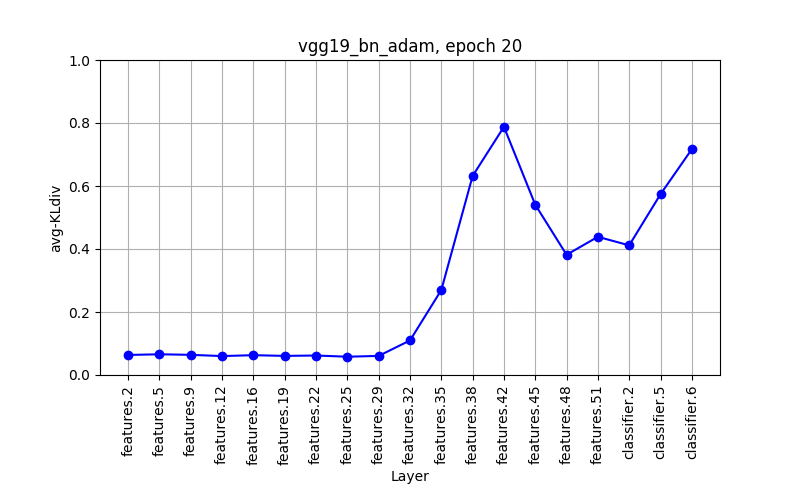 vgg19_bn_adam, epoch 20
1.0
0.8
0.6
0.4
0.2
0.0
avg-KLdiv
features.2
features.5
features.9
features.12
features.16
features.19
features.22
features.25
features.29
features.32
features.35
features.38
features.42
features.45
features.48
features.51
classifier.2
classifier.5
classifier.6
Layer